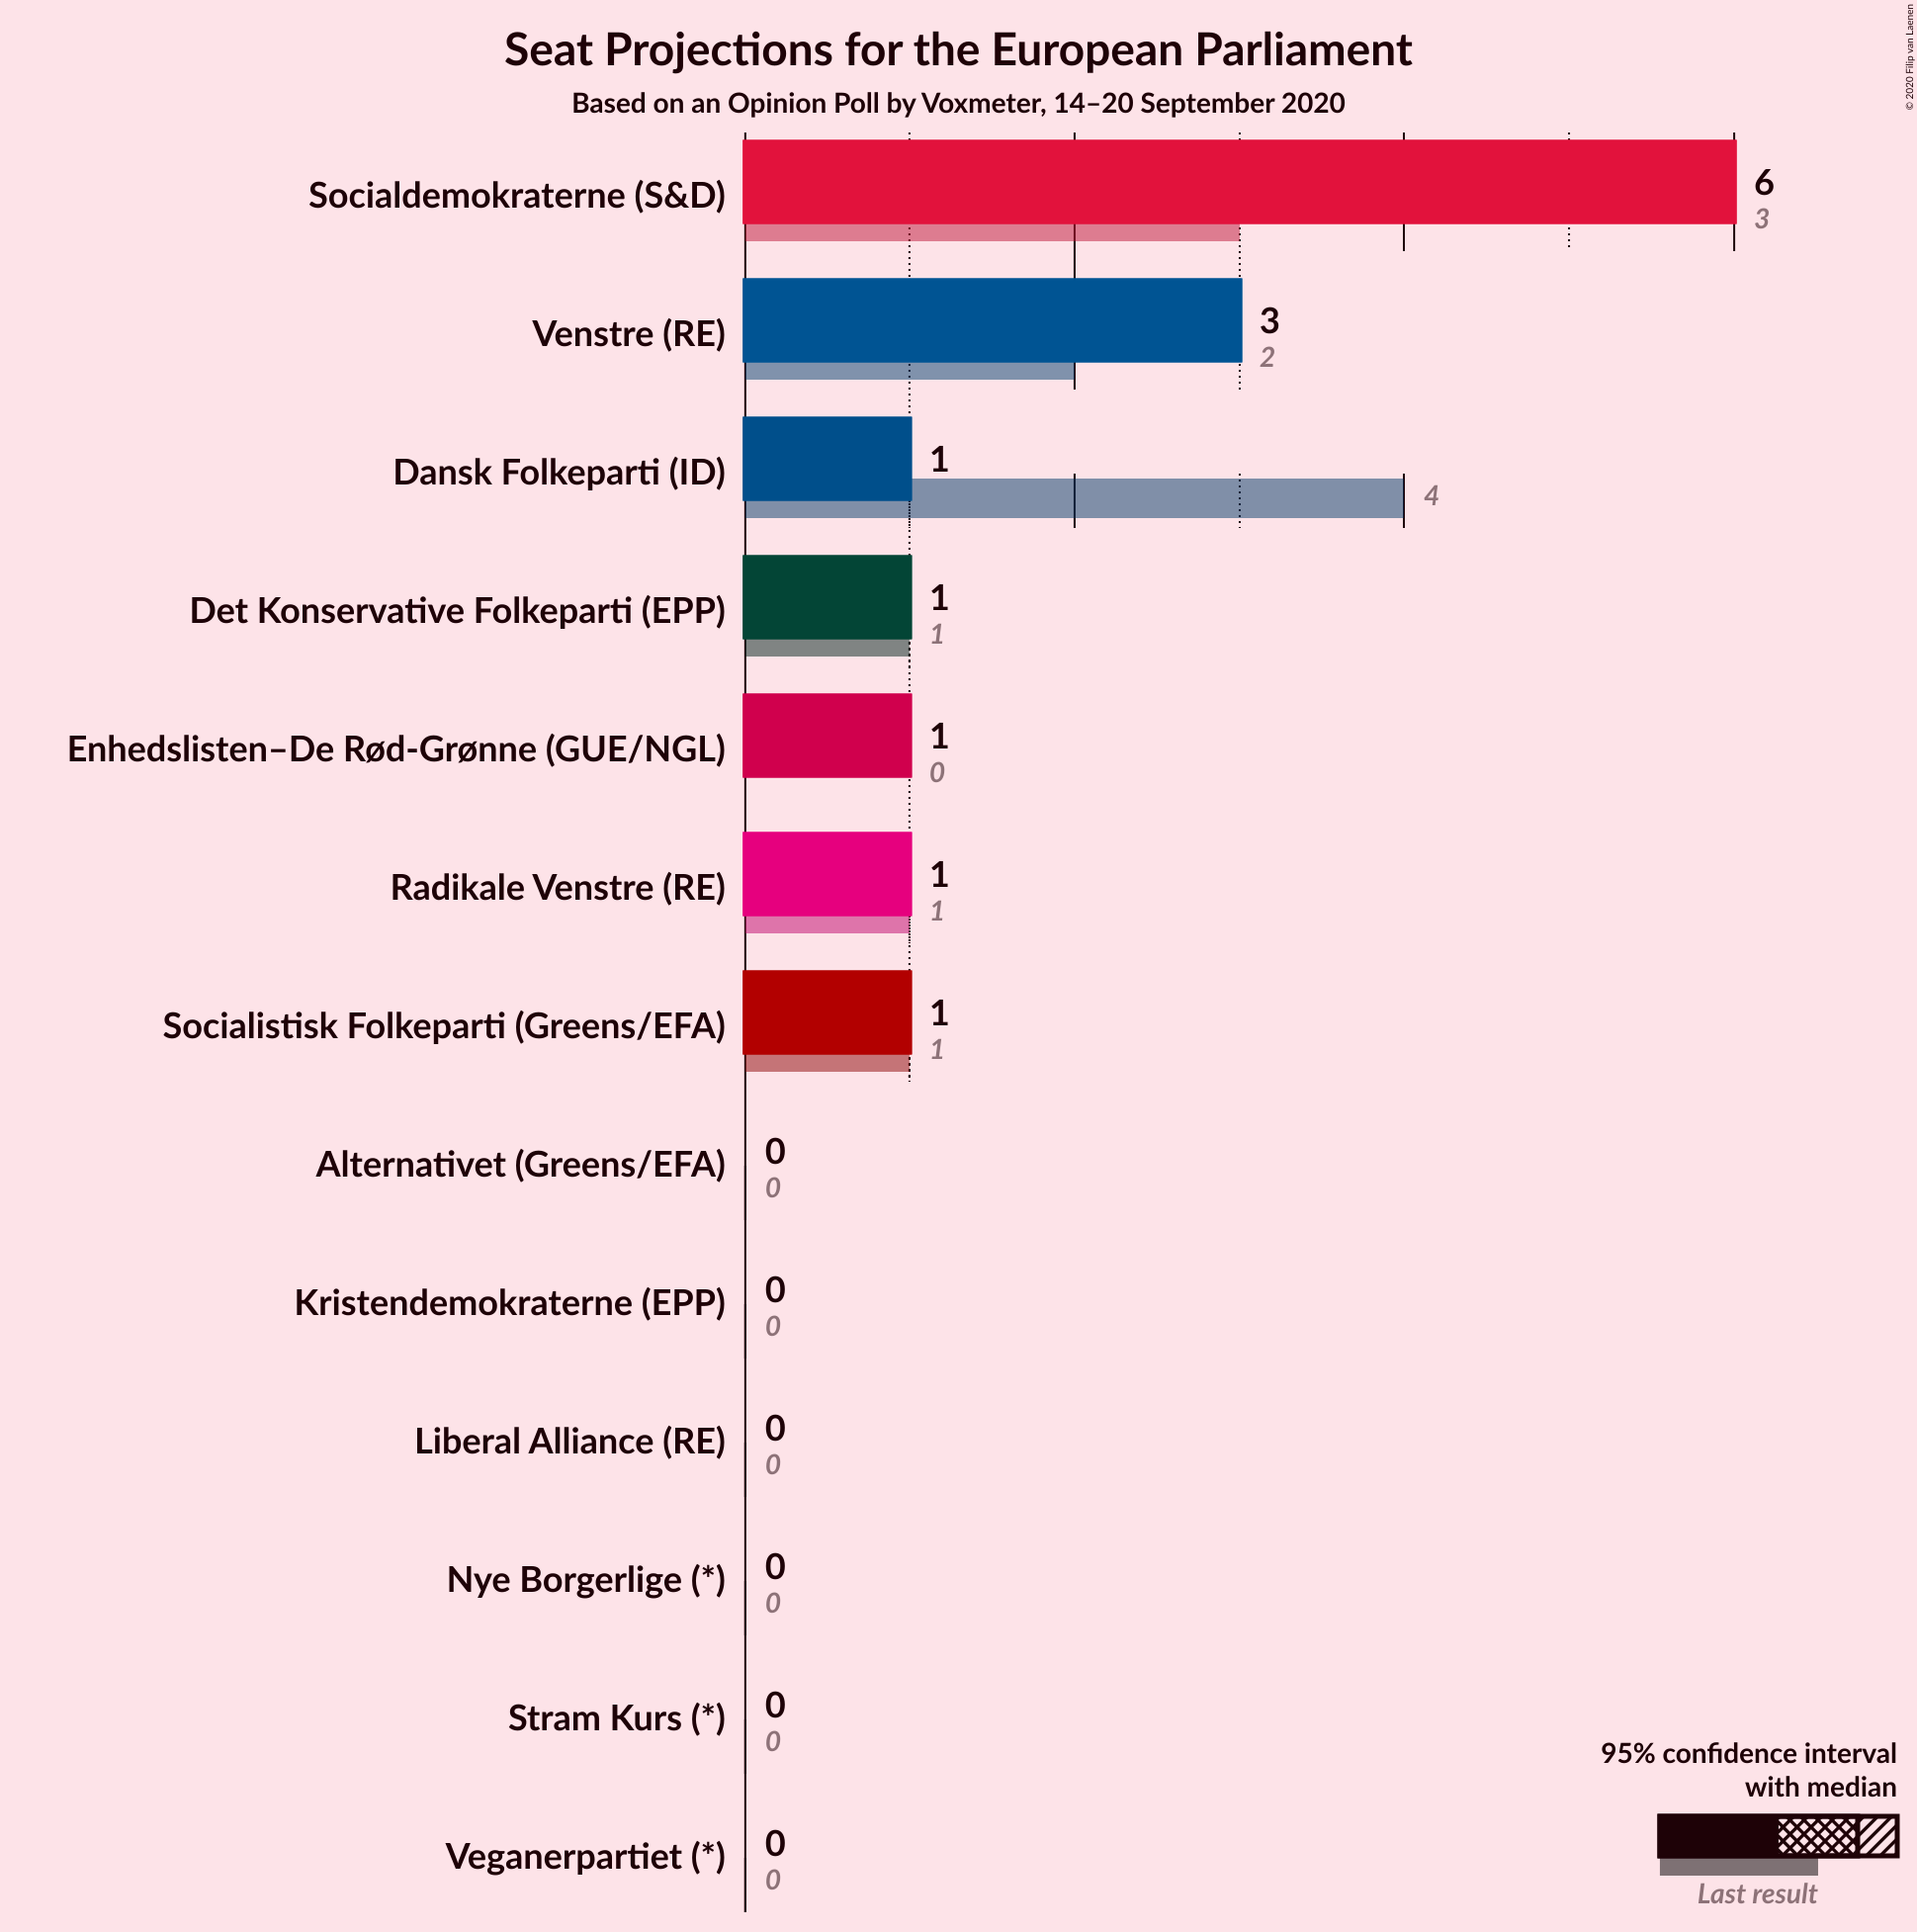 Seat Projections for the European Parliament
Based on an Opinion Poll by Voxmeter, 14–20 September 2020
© 2020 Filip van Laenen
Socialdemokraterne (S&D)
6
3
Venstre (RE)
3
2
Dansk Folkeparti (ID)
1
4
Det Konservative Folkeparti (EPP)
1
1
Enhedslisten–De Rød-Grønne (GUE/NGL)
1
0
Radikale Venstre (RE)
1
1
Socialistisk Folkeparti (Greens/EFA)
1
1
Alternativet (Greens/EFA)
0
0
Kristendemokraterne (EPP)
0
0
Liberal Alliance (RE)
0
0
Nye Borgerlige (*)
0
0
Stram Kurs (*)
0
0
Veganerpartiet (*)
0
0
95% confidence interval
with median
Last result